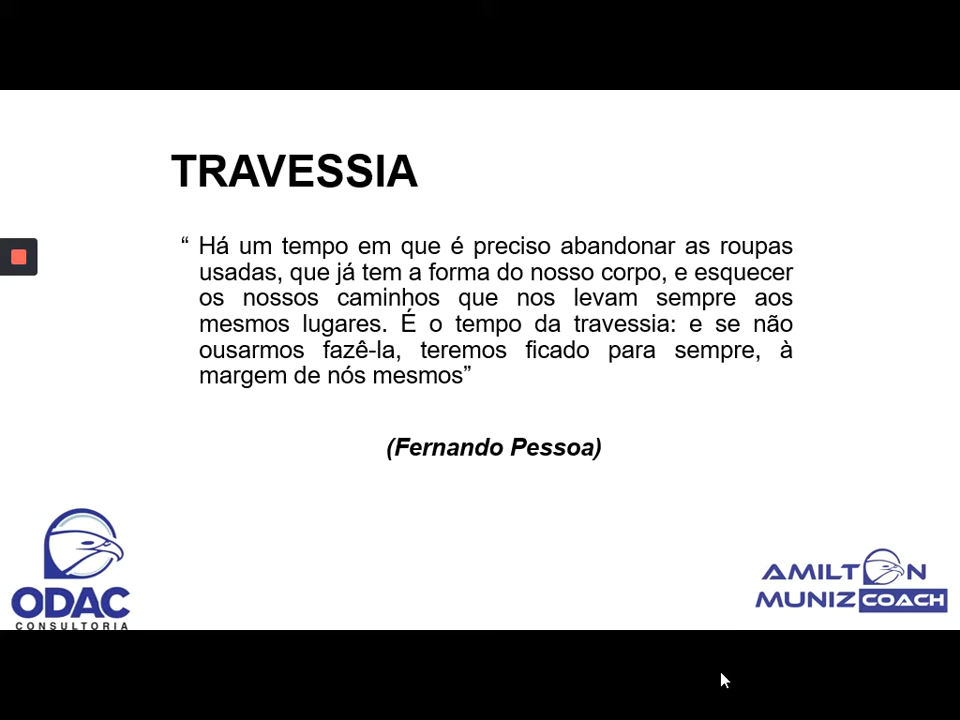 TRAVESSIA
“ Há um tempo em que é preciso abandonar as roupas
usadas, que já tem a forma do nosso corpo, e esquecer
os nossos caminhos que nos levam sempre aos
mesmos lugares. É o tempo da travessia: e se não
ousarmos fazê-la, teremos ficado para sempre, à
margem de nós mesmos”
(Fernando Pessoa)
ODAC
CONSULTORIA
AMILTON
MUNIZ COACH